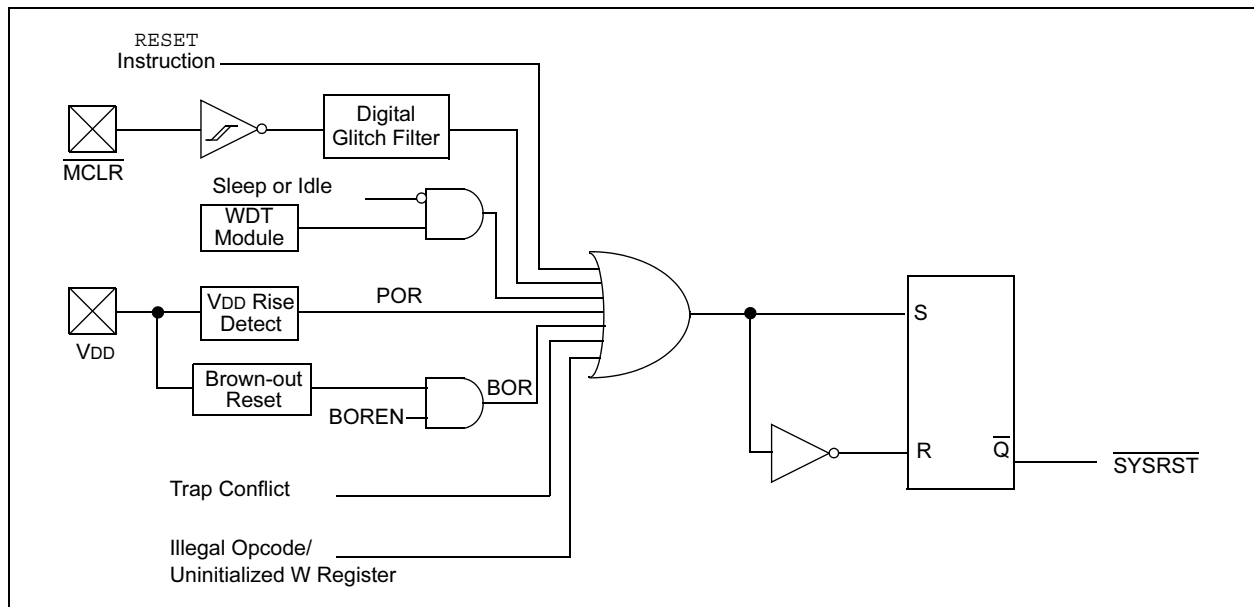 RESET
Instruction
Digital
Glitch Filter
MCLR
Sleep or Idle
WDT
Module
VDD Rise
Detect
POR
VDD
Brown-out
Reset
BOR
BOREN
S
R
Q
SYSRST
Trap Conflict
Illegal Opcode/
Uninitialized W Register